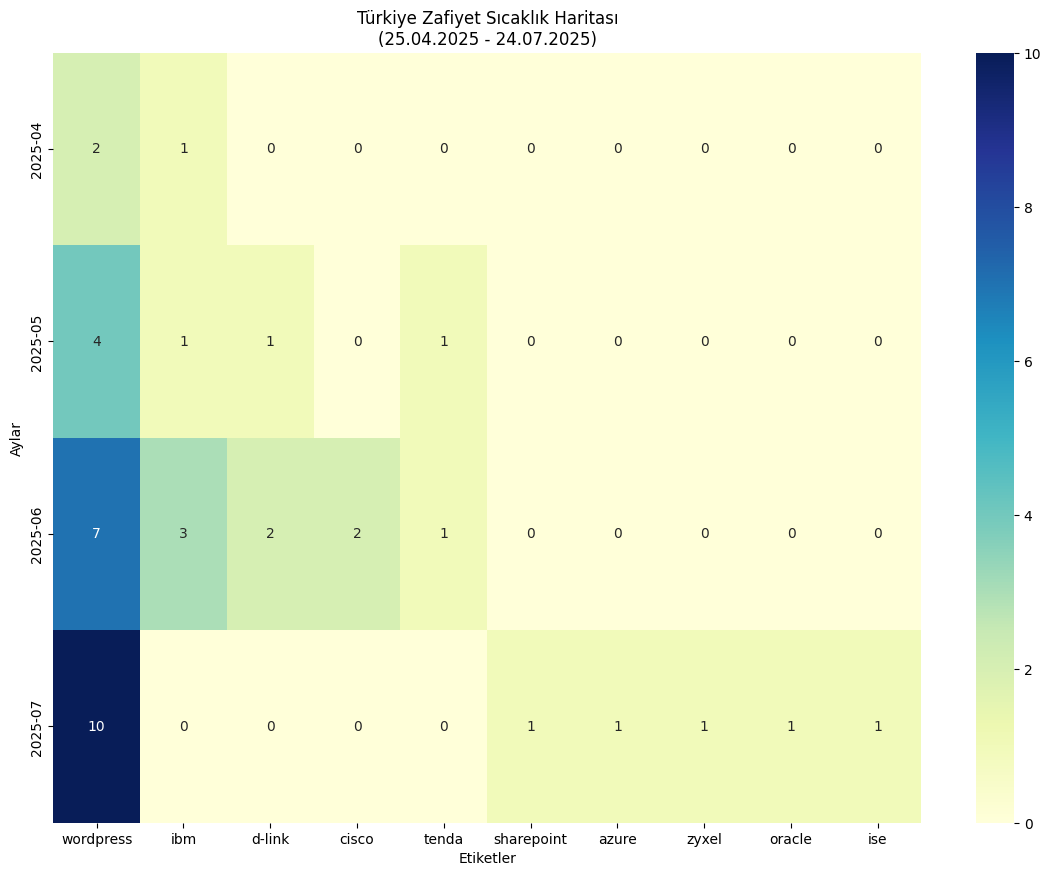 Türkiye Zafiyet Sıcaklık Haritası
(25.04.2025 - 24.07.2025)
Aylar
2025-04
2 1 0 0 0 0 0 0 0 0
2025-05
4 1 1 0 1 0 0 0 0 0
2025-06
7 3 2 2 1 0 0 0 0 0
2025-07
10 0 0 0 0 1 1 1 1 1
wordpress ibm d-link cisco tenda sharepoint azure zyxel oracle ise
Etiketler
10
8
6
4
2
0